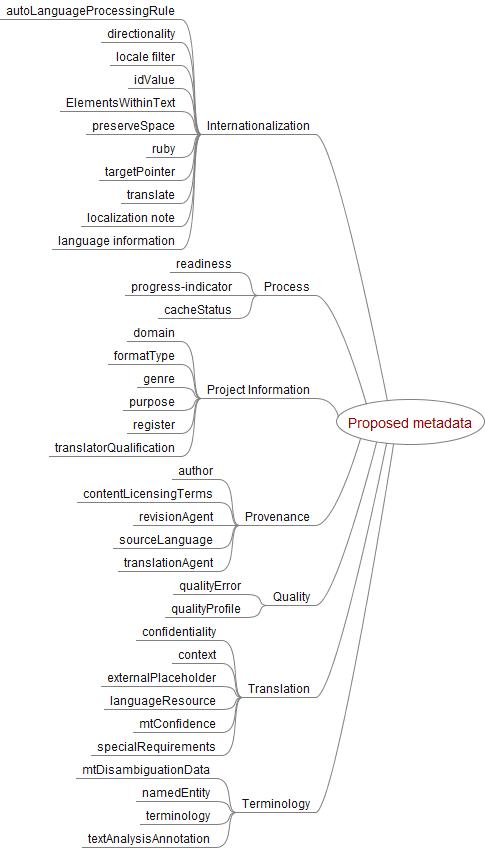 autoLanguageProcessingRule
directionality
locale filter
idValue
ElementsWithinText
preserveSpace
ruby
targetPointer
translate
localization note
language information
Internationalization
readiness
progress-indicator
cacheStatus
Process
domain
formatType
genre
purpose
register
translatorQualification
Project Information
Proposed metadata
author
contentLicensingTerms
revisionAgent
sourceLanguage
translationAgent
Provenance
qualityError
qualityProfile
Quality
confidentiality
context
externalPlaceholder
languageResource
mtConfidence
specialRequirements
Translation
mtDisambiguationData
namedEntity
terminology
textAnalysisAnnotation
Terminology